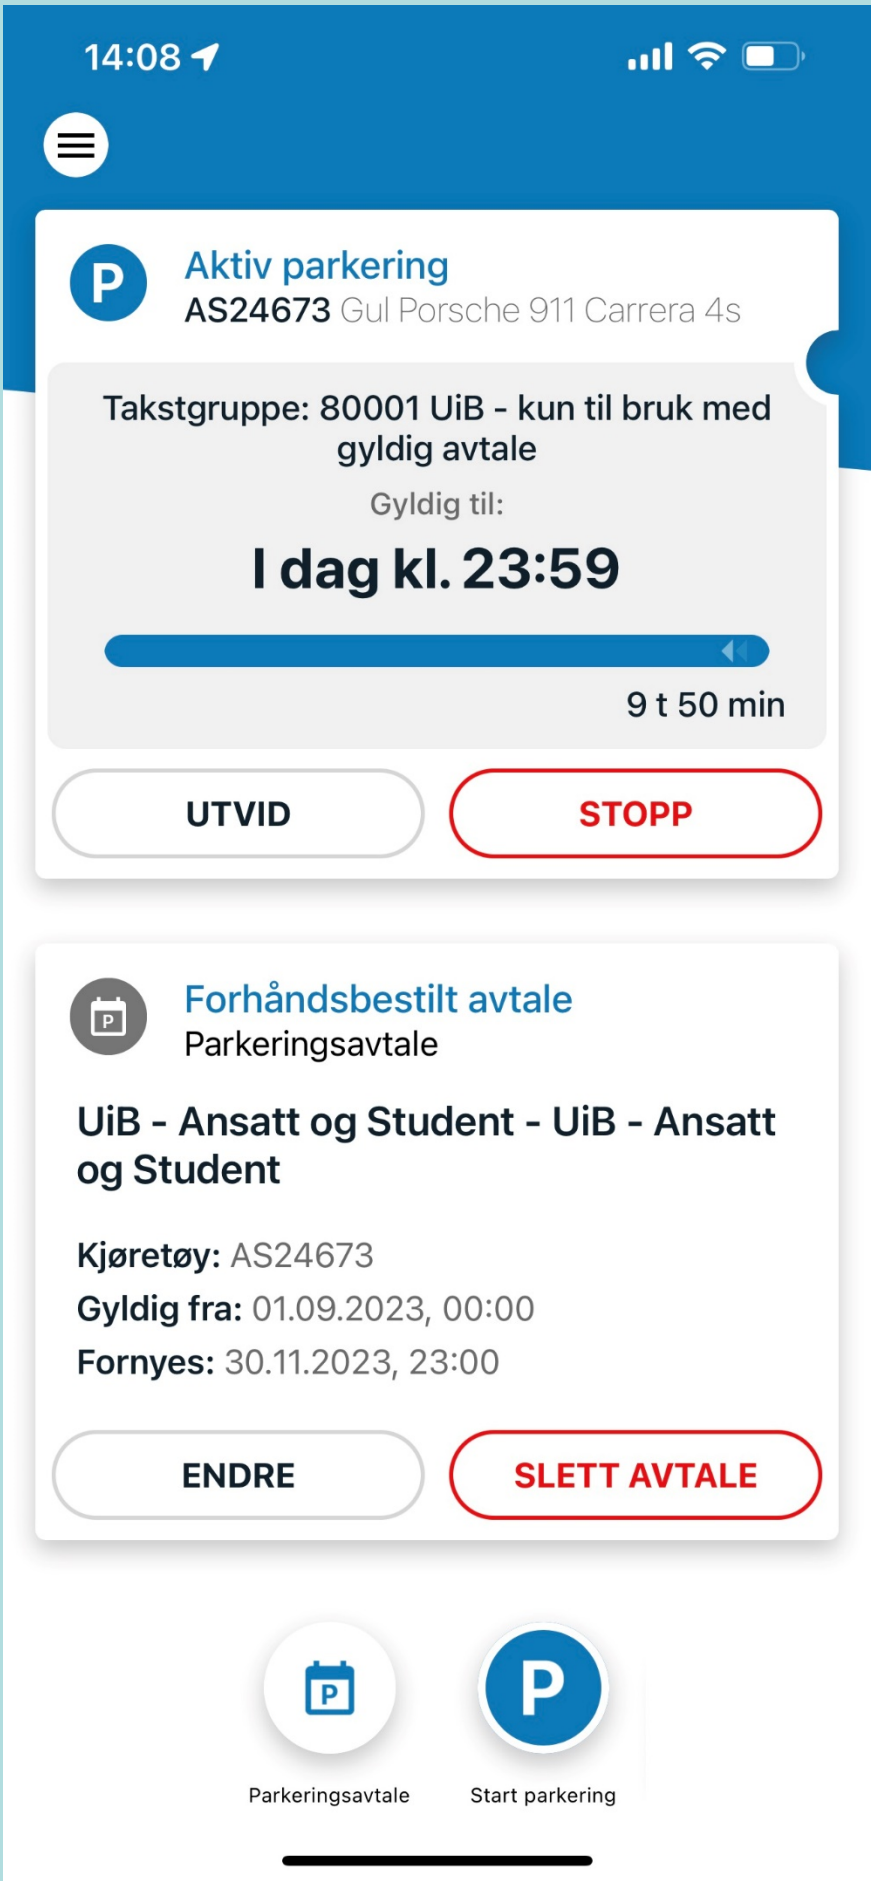 14:08
P
Aktiv parkering
AS24673 Gul Porsche 911 Carrera 4s
Takstgruppe: 80001 UiB - kun til bruk med
gyldig avtale
Gyldig til:
I dag kl. 23:59
9 t 50 min
UTVID
STOPP
P
Forhåndsbestilt avtale
Parkeringsavtale
UiB - Ansatt og Student - UiB - Ansatt
og Student
Kjøretøy: AS24673
Gyldig fra: 01.09.2023, 00:00
Fornyes: 30.11.2023, 23:00
ENDRE
SLETT AVTALE
P
P
Parkeringsavtale
Start parkering